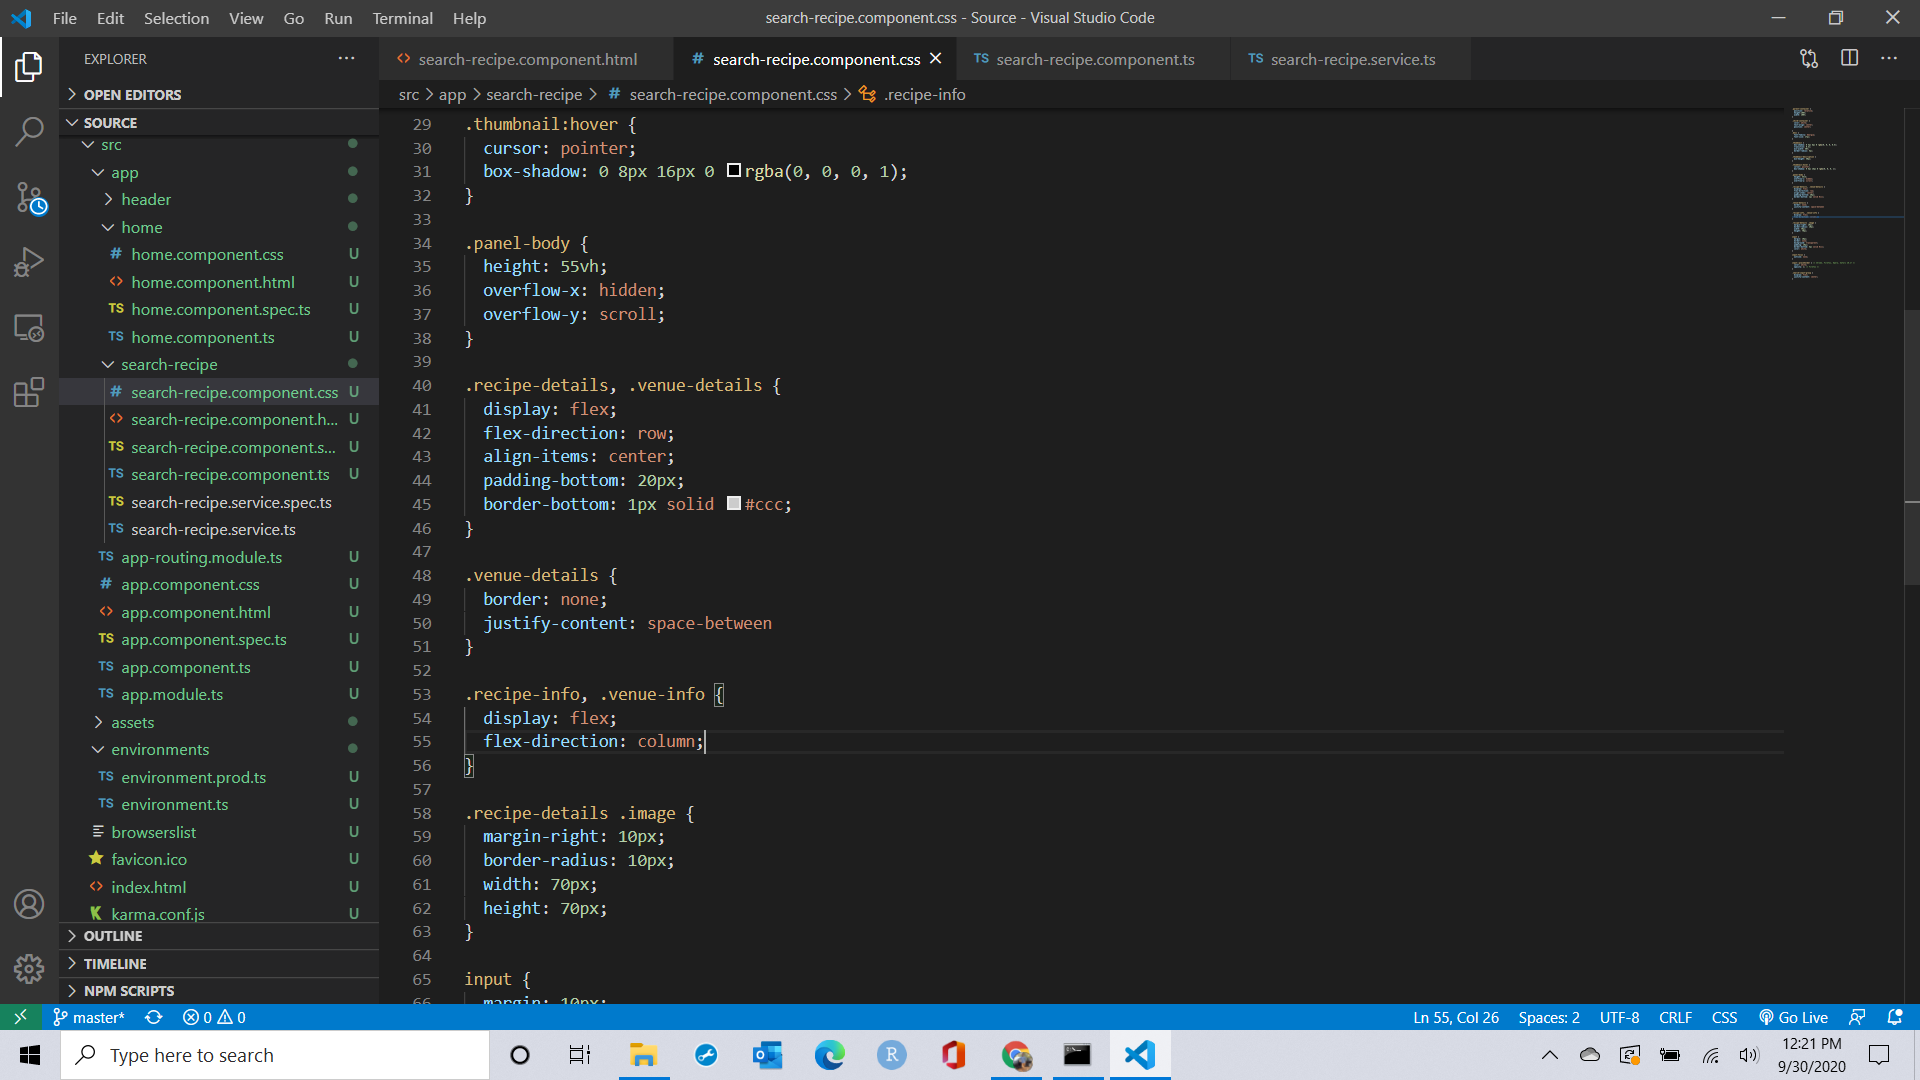 File Edit Selection View Go Run Terminal Help
search-recipe.component.css - Source - Visual Studio Code
EXPLORER
OPEN EDITORS
SOURCE
src
app
header
home
# home.component.css U
<> home.component.html U
TS home.component.spec.ts U
TS home.component.ts U
search-recipe
# search-recipe.component.css U
<> search-recipe.component.h... U
TS search-recipe.component.s... U
TS search-recipe.component.ts U
TS search-recipe.service.spec.ts
TS search-recipe.service.ts
TS app-routing.module.ts U
# app.component.css U
<> app.component.html U
TS app.component.spec.ts U
TS app.component.ts U
TS app.module.ts U
assets
environments
TS environment.prod.ts U
TS environment.ts U
browserslist U
favicon.ico U
<> index.html U
K karma.conf.js U
OUTLINE
TIMELINE
NPM SCRIPTS
<> search-recipe.component.html
# search-recipe.component.css
TS search-recipe.component.ts
TS search-recipe.service.ts
src > app > search-recipe > # search-recipe.component.css > .recipe-info
29 .thumbnail:hover {
30 cursor: pointer;
31 box-shadow: 0 8px 16px 0 rgba(0, 0, 0, 1);
32 }
33
34 .panel-body {
35 height: 55vh;
36 overflow-x: hidden;
37 overflow-y: scroll;
38 }
39
40 .recipe-details, .venue-details {
41 display: flex;
42 flex-direction: row;
43 align-items: center;
44 padding-bottom: 20px;
45 border-bottom: 1px solid #ccc;
46 }
47
48 .venue-details {
49 border: none;
50 justify-content: space-between
51 }
52
53 .recipe-info, .venue-info {
54 display: flex;
55 flex-direction: column;
56 }
57
58 .recipe-details .image {
59 margin-right: 10px;
60 border-radius: 10px;
61 width: 70px;
62 height: 70px;
63 }
64
65 input {
66 margin: 10px;
master* 0 0
Ln 55, Col 26 Spaces: 2 UTF-8 CRLF CSS Go Live
Type here to search
R
12:21 PM
9/30/2020